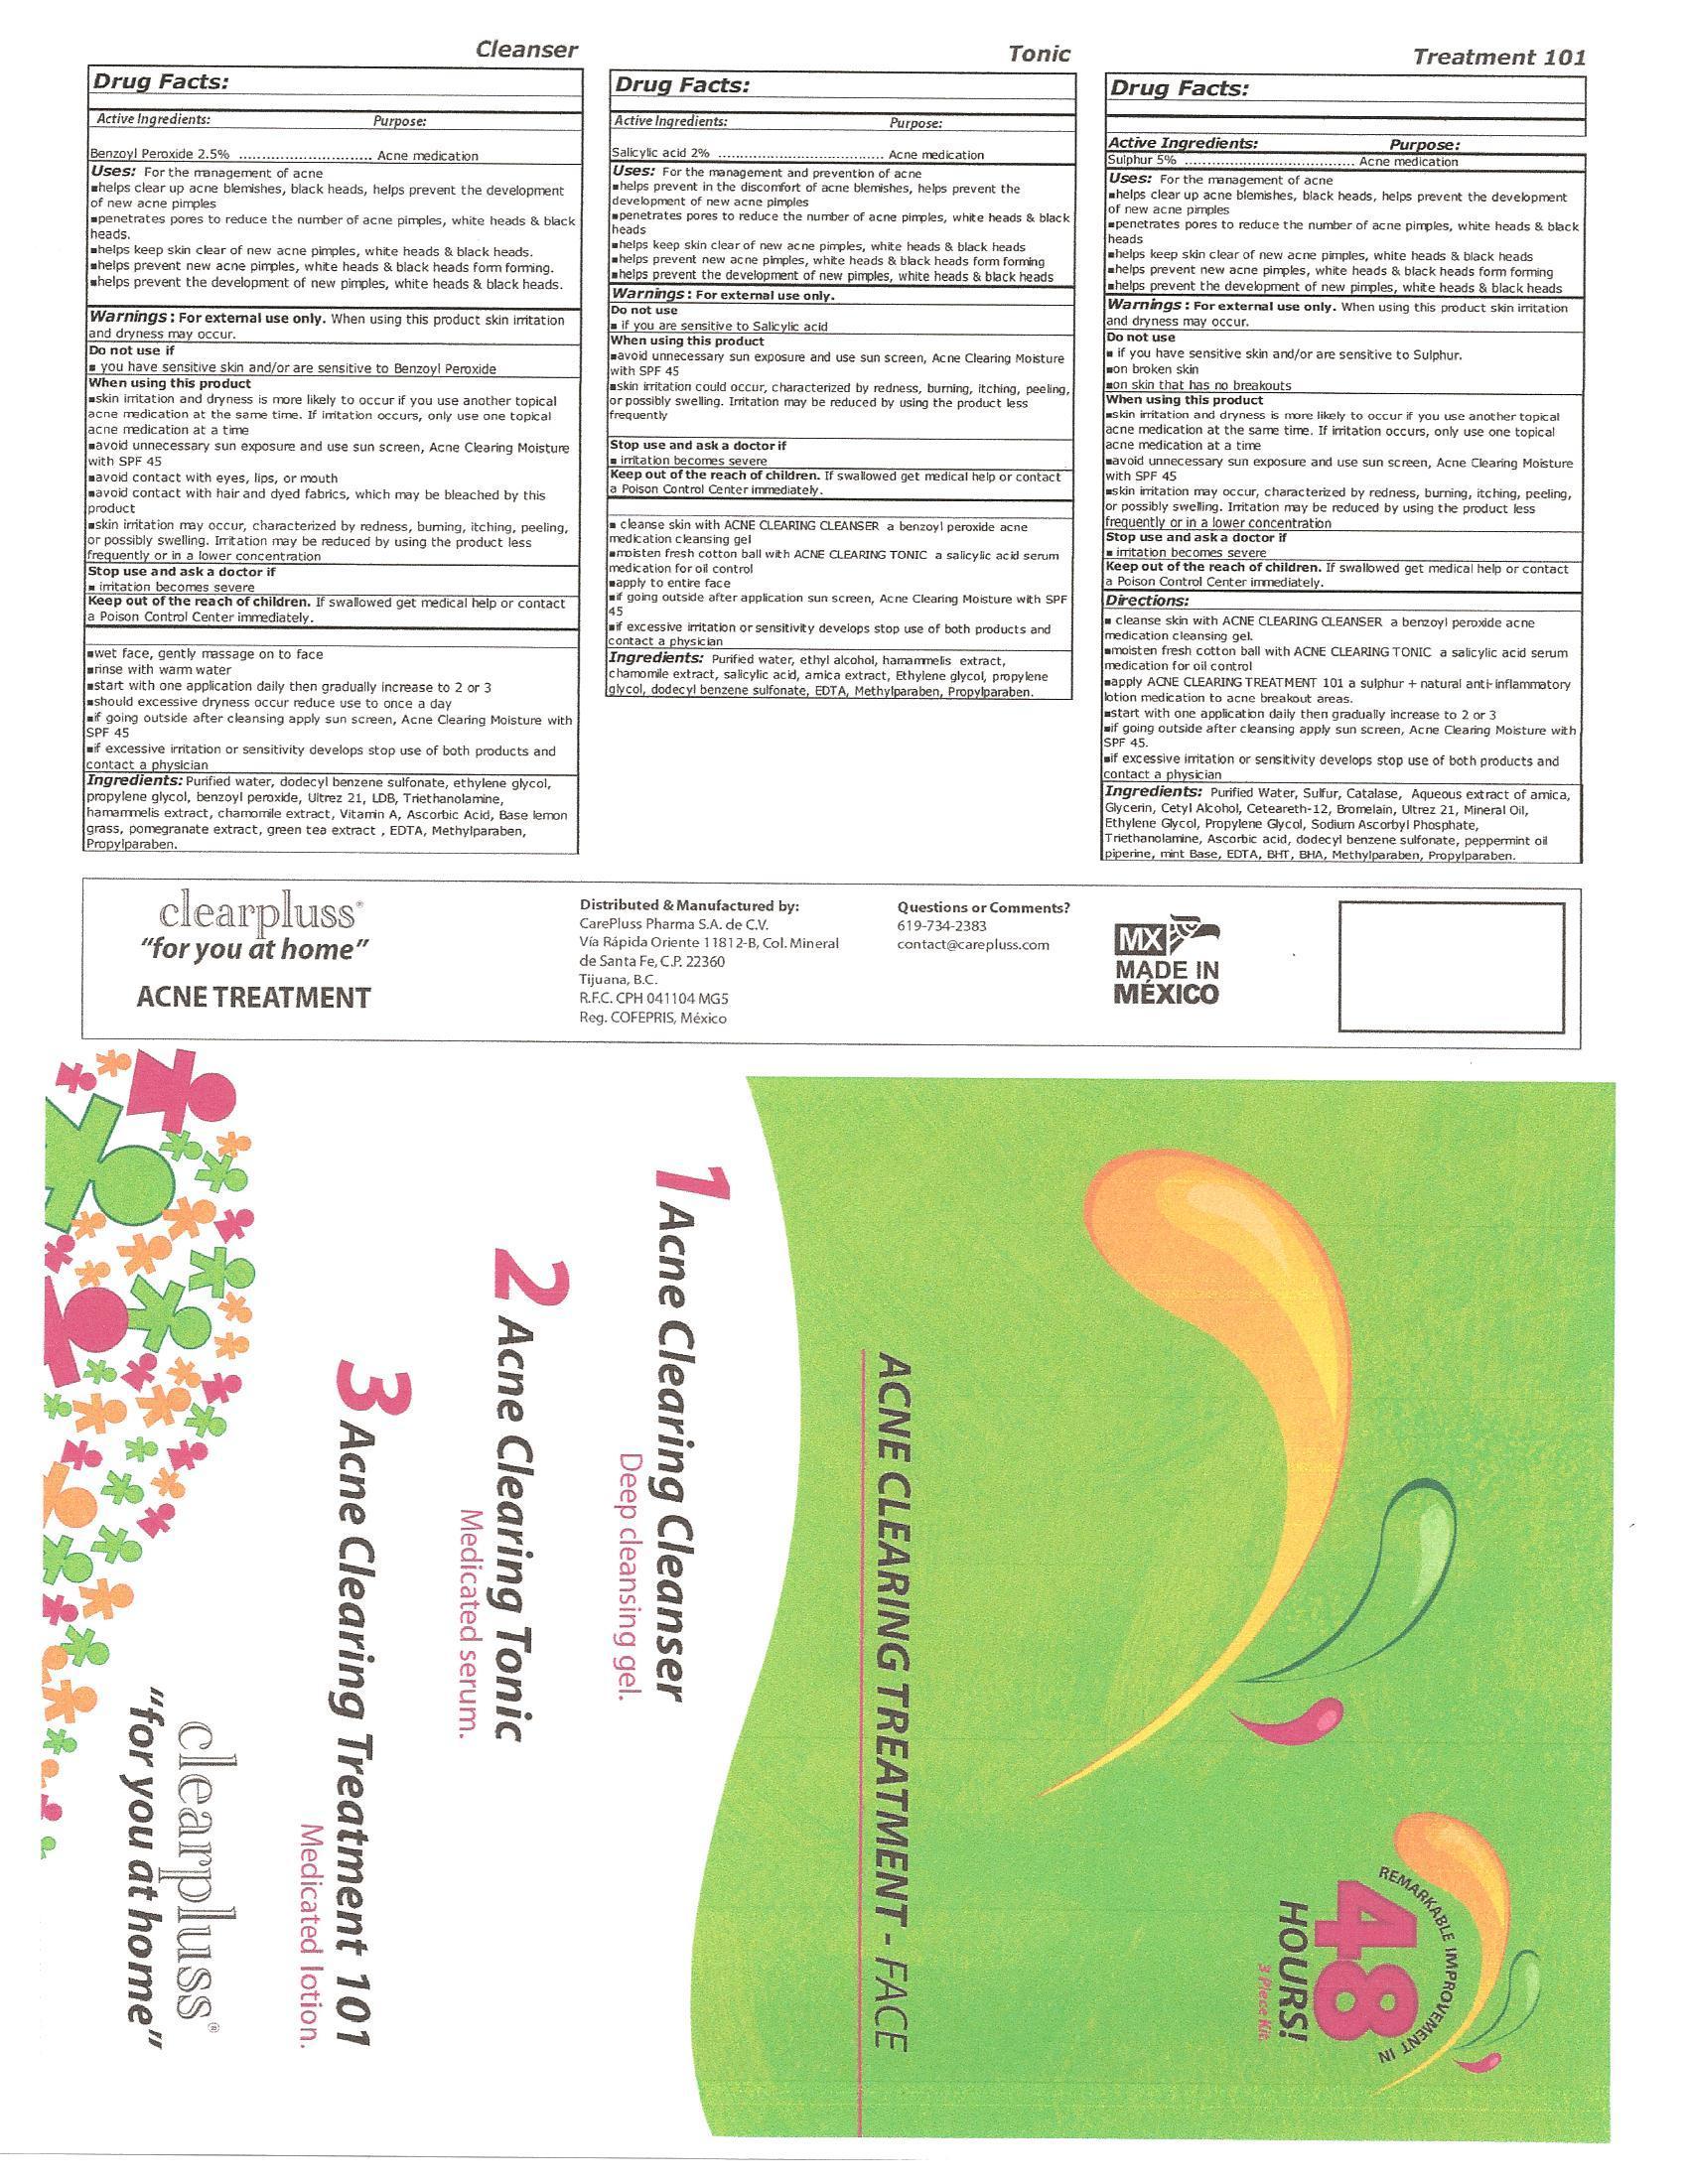 Cleanser
Drug Facts:
Active Ingredients: Purpose:
Benzoyl Peroxide 2.5% ............................. Acne medication
Uses: For the management of acne
■helps clear up acne blemishes, black heads, helps prevent the development
of new acne pimples
■penetrates pores to reduce the number of acne pimples, white heads & black
heads.
■helps keep skin clear of new acne pimples, white heads & black heads.
■helps prevent new acne pimples, white heads & black heads form forming.
■helps prevent the development of new pimples, white heads & black heads.
Warnings : For external use only. When using this product skin irritation
and dryness may occur.
Do not use if
■ you have sensitive skin and/or are sensitive to Benzoyl Peroxide
When using this product
■skin irritation and dryness is more likely to occur if you use another topical
acne medication at the same time. If irritation occurs, only use one topical
acne medication at a time
■avoid unnecessary sun exposure and use sun screen, Acne Clearing Moisture
with SPF 45
■avoid contact with eyes, lips, or mouth
■avoid contact with hair and dyed fabrics, which may be bleached by this
product
■skin irritation may occur, characterized by redness, burning, itching, peeling,
or possibly swelling. Irritation may be reduced by using the product less
frequently or in a lower concentration
Stop use and ask a doctor if
■ irritation becomes severe
Keep out of the reach of children. If swallowed get medical help or contact
a Poison Control Center immediately.
■wet face, gently massage on to face
■rinse with warm water
■start with one application daily then gradually increase to 2 or 3
■should excessive dryness occur reduce use to once a day
■if going outside after cleansing apply sun screen, Acne Clearing Moisture with
SPF 45
■if excessive irritation or sensitivity develops stop use of both products and
contact a physician
Ingredients: Purified water, dodecyl benzene sulfonate, ethylene glycol,
propylene glycol, benzoyl peroxide, Ultrez 21, LDB, Triethanolamine,
hamammelis extract, chamomile extract, Vitamin A, Ascorbic Acid, Base lemon
grass, pomegranate extract, green tea extract , EDTA, Methylparaben,
Propylparaben.
Tonic
Drug Facts:
Active Ingredients: Purpose:
Salicylic acid 2% .................................... Acne medication
Uses: For the management and prevention of acne
■helps prevent in the discomfort of acne blemishes, helps prevent the
development of new acne pimples
■penetrates pores to reduce the number of acne pimples, white heads & black
heads
■helps keep skin clear of new acne pimples, white heads & black heads
■helps prevent new acne pimples, white heads & black heads form forming
■helps prevent the development of new pimples, white heads & black heads
Warnings : For external use only.
Do not use
■ if you are sensitive to Salicylic acid
When using this product
■avoid unnecessary sun exposure and use sun screen, Acne Clearing Moisture
with SPF 45
■skin irritation could occur, characterized by redness, burning, itching, peeling,
or possibly swelling. Irritation may be reduced by using the product less
frequently
Stop use and ask a doctor if
■ irritation becomes severe
Keep out of the reach of children. If swallowed get medical help or contact
a Poison Control Center immediately.
■ cleanse skin with ACNE CLEARING CLEANSER a benzoyl peroxide acne
medication cleansing gel
■moisten fresh cotton ball with ACNE CLEARING TONIC a salicylic acid serum
medication for oil control
■apply to entire face
■if going outside after application sun screen, Acne Clearing Moisture with SPF
45
■if excessive irritation or sensitivity develops stop use of both products and
contact a physician
Ingredients: Purified water, ethyl alcohol, hamammelis extract,
chamomile extract, salicylic acid, arnica extract, Ethylene glycol, propylene
glycol, dodecyl benzene sulfonate, EDTA, Methylparaben, Propylparaben.
Treatment 101
Drug Facts:
Active Ingredients: Purpose:
Sulphur 5% ..................................... Acne medication
Uses: For the management of acne
■helps clear up acne blemishes, black heads, helps prevent the development
of new acne pimples
■penetrates pores to reduce the number of acne pimples, white heads & black
heads
■helps keep skin clear of new acne pimples, white heads & black heads
■helps prevent new acne pimples, white heads & black heads form forming
■helps prevent the development of new pimples, white heads & black heads
Warnings : For external use only. When using this product skin irritation
and dryness may occur.
Do not use
■ if you have sensitive skin and/or are sensitive to Sulphur.
■on broken skin
■on skin that has no breakouts
When using this product
■skin irritation and dryness is more likely to occur if you use another topical
acne medication at the same time. If irritation occurs, only use one topical
acne medication at a time
■avoid unnecessary sun exposure and use sun screen, Acne Clearing Moisture
with SPF 45
■skin irritation may occur, characterized by redness, burning, itching, peeling,
or possibly swelling. Irritation may be reduced by using the product less
frequently or in a lower concentration
Stop use and ask a doctor if
■ irritation becomes severe
Keep out of the reach of children. If swallowed get medical help or contact
a Poison Control Center immediately.
Directions:
■ cleanse skin with ACNE CLEARING CLEANSER a benzoyl peroxide acne
medication cleansing gel.
■moisten fresh cotton ball with ACNE CLEARING TONIC a salicylic acid serum
medication for oil control
■apply ACNE CLEARING TREATMENT 101 a sulphur + natural anti-inflammatory
lotion medication to acne breakout areas.
■start with one application daily then gradually increase to 2 or 3
■if going outside after cleansing apply sun screen, Acne Clearing Moisture with
SPF 45.
■if excessive irritation or sensitivity develops stop use of both products and
contact a physician
Ingredients: Purified Water, Sulfur, Catalase, Aqueous extract of arnica,
Glycerin, Cetyl Alcohol, Ceteareth-12, Bromelain, Ultrez 21, Mineral Oil,
Ethylene Glycol, Propylene Glycol, Sodium Ascorbyl Phosphate,
Triethanolamine, Ascorbic acid, dodecyl benzene sulfonate, peppermint oil
piperine, mint Base, EDTA, BHT, BHA, Methylparaben, Propylparaben.
clearpluss®
“for you at home”
ACNE TREATMENT
Distributed & Manufactured by:
CarePluss Pharma S.A. de C.V.
Vía Rápida Oriente 11812-B, Col. Mineral
de Santa Fe, C.P. 22360
Tijuana, B.C.
R.F.C. CPH 041104 MG5
Reg. COFEPRIS, México
Questions or Comments?
619-734-2383
contact@carepluss.com
MX
MADE IN
MÉXICO
REMARKABLE IMPROVEMENT IN
48
HOURS!
3 Piece Kit.
ACNE CLEARING TREATMENT - FACE
1 Acne Clearing Cleanser
Deep cleansing gel.
2 Acne Clearing Tonic
Medicated serum.
3 Acne Clearing Treatment 101
Medicated lotion.
clearpluss®
“for you at home”